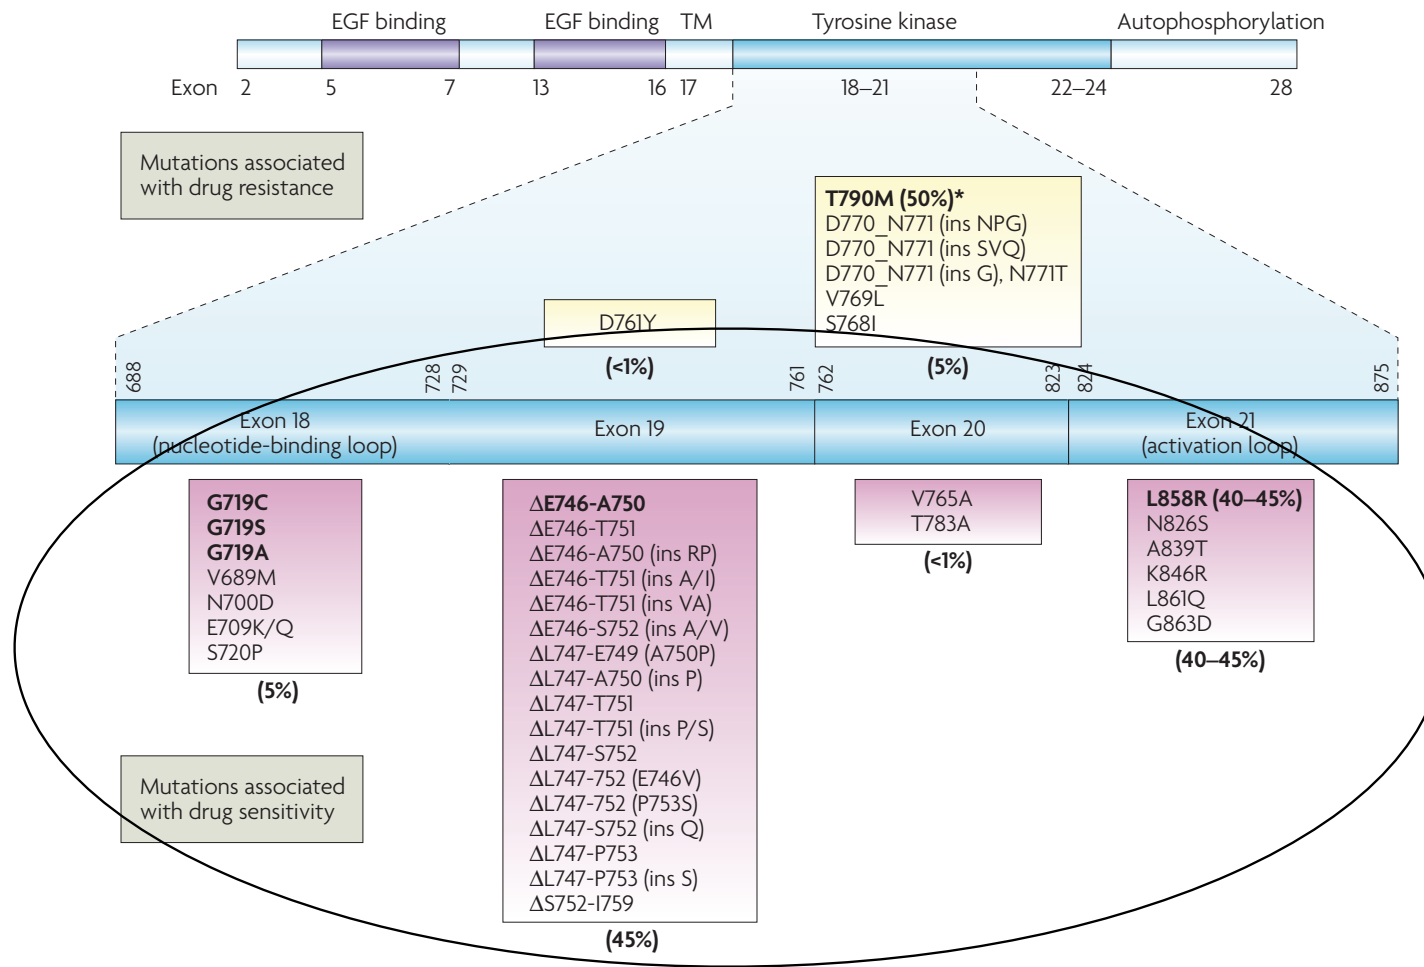 EGF binding EGF binding TM Tyrosine kinase Autophosphorylation
Exon 2 5 7 13 16 17 18–21 22–24 28
Mutations associated
with drug resistance
T790M (50%)*
D770_N771 (ins NPG)
D770_N771 (ins SVQ)
D770_N771 (ins G), N771T
V769L
S768I
(5%)
D761Y
(<1%)
688 728 729 761 762 823 824 875
Exon 18
(nucleotide-binding loop)
Exon 19
Exon 20
Exon 21
(activation loop)
G719C
G719S
G719A
V689M
N700D
E709K/Q
S720P
(5%)
ΔE746-A750
ΔE746-T751
ΔE746-A750 (ins RP)
ΔE746-T751 (ins A/I)
ΔE746-T751 (ins VA)
ΔE746-S752 (ins A/V)
ΔL747-E749 (A750P)
ΔL747-A750 (ins P)
ΔL747-T751
ΔL747-T751 (ins P/S)
ΔL747-S752
ΔL747-752 (E746V)
ΔL747-752 (P753S)
ΔL747-S752 (ins Q)
ΔL747-P753
ΔL747-P753 (ins S)
ΔS752-I759
(45%)
V765A
T783A
(<1%)
L858R (40–45%)
N826S
A839T
K846R
L861Q
G863D
(40–45%)
Mutations associated
with drug sensitivity